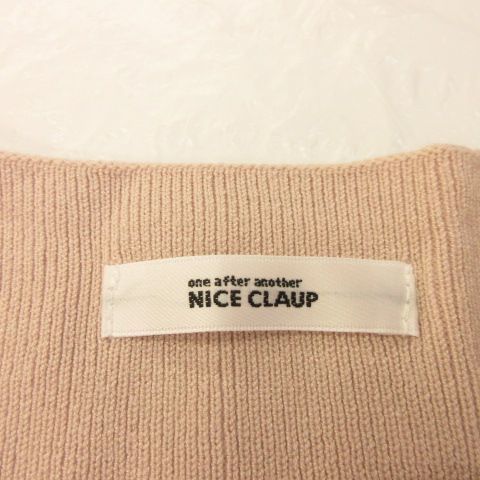 one after another
NICE CLAUP